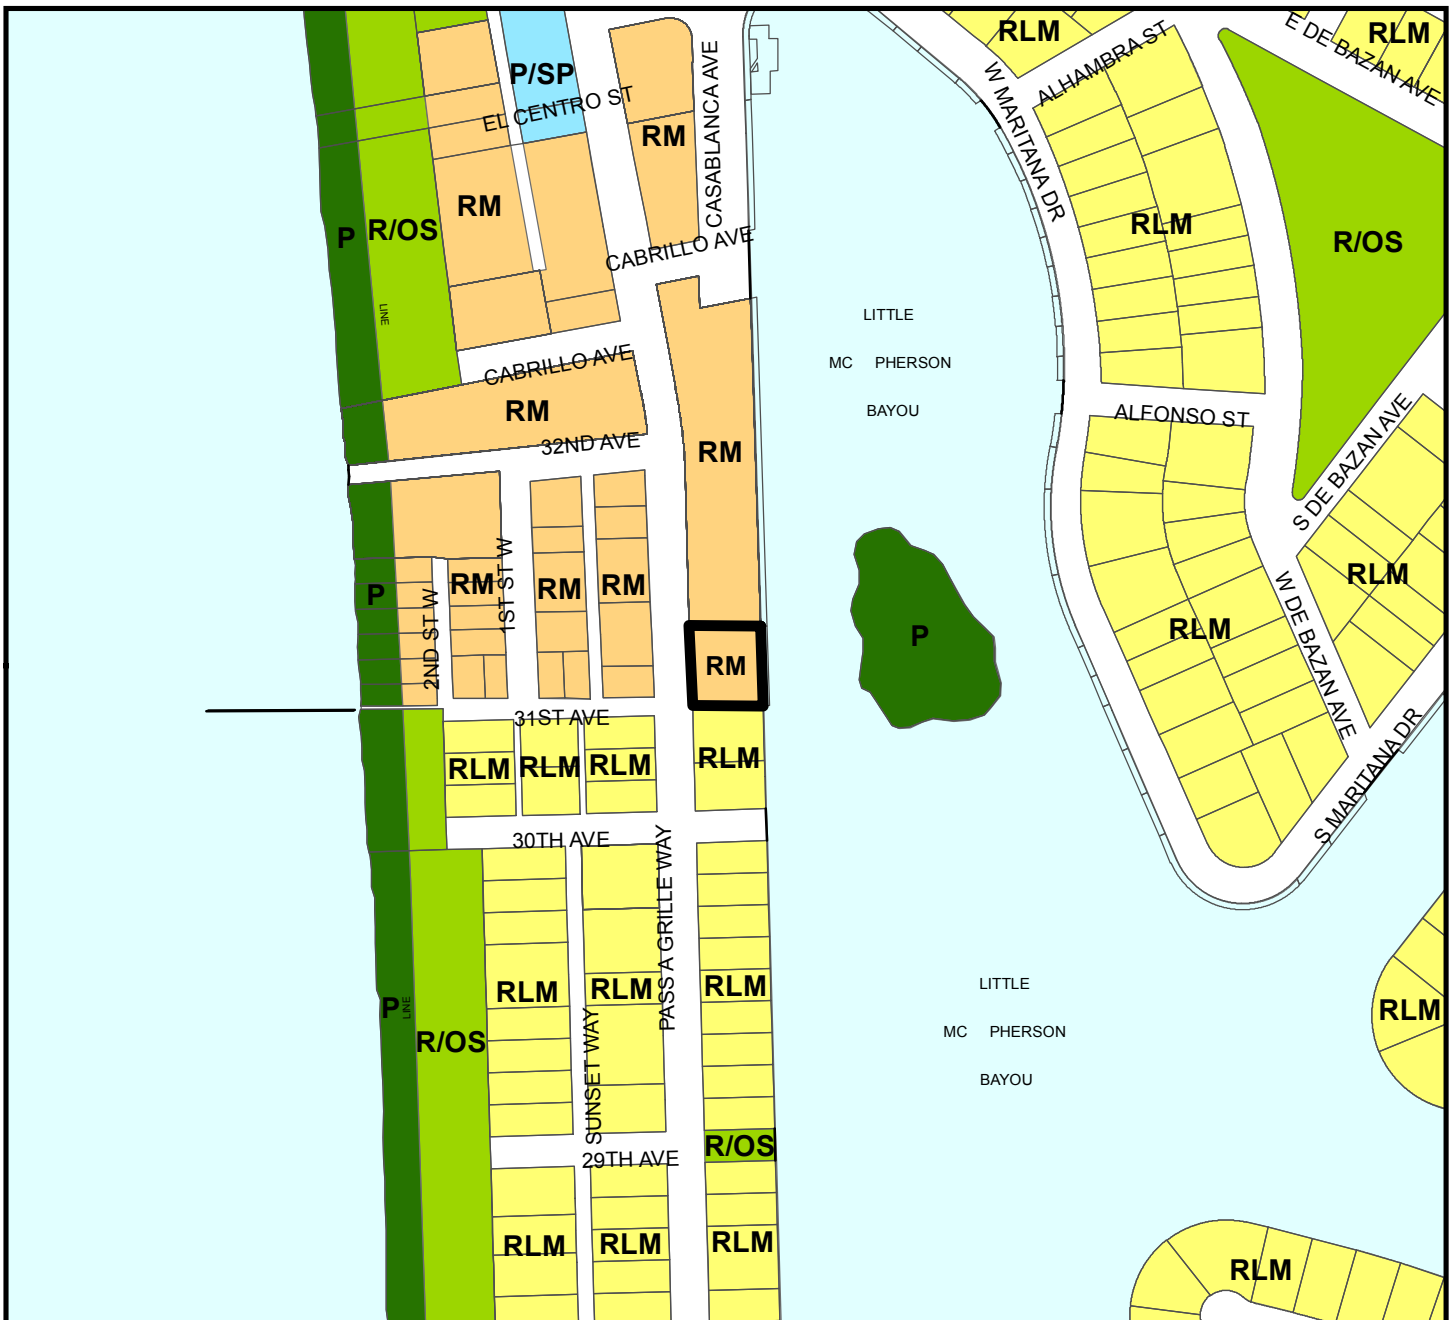 RLM
RLM
E DE BAZAN AVE
ALHAMBRA ST
W MARITANA DR
P/SP
EL CENTRO ST
CASABLANCA AVE
RM
RM
P
R/OS
RLM
R/OS
CABRILLO AVE
LINE
LITTLE
MC PHERSON
BAYOU
CABRILLO AVE
RM
ALFONSO ST
32ND AVE
RM
S DE BAZAN AVE
P
2ND ST W
RM
1ST ST W
RM
RM
RLM
W DE BAZAN AVE
RLM
P
RM
31ST AVE
RLM
RLM
RLM
RLM
S MARITANA DR
30TH AVE
PASS A GRILLE WAY
RLM
RLM
RLM
P
LINE
R/OS
SUNSET WAY
LITTLE
MC PHERSON
BAYOU
RLM
29TH AVE
R/OS
RLM
RLM
RLM
RLM